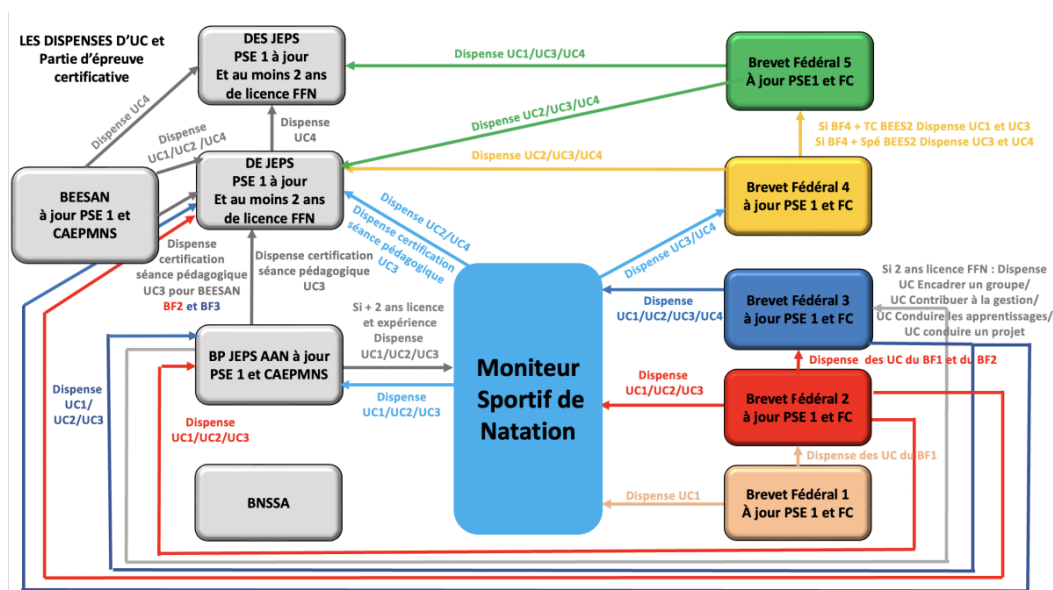 LES DISPENSES D'UC et
Partie d'épreuve
certificative
DES JEPS
PSE 1 à jour
Et au moins 2 ans
de licence FFN
Dispense UC1/UC3/UC4
Brevet Fédéral 5
À jour PSE1 et FC
Dispense UC4
Dispense
UC1/UC2 /UC4
Dispense
UC4
Dispense UC2/UC3/UC4
Si BF4 + TC BEES2 Dispense UC1 et UC3
Si BF4 + Spé BEES2 Dispense UC3 et UC4
DE JEPS
PSE 1 à jour
Et au moins 2 ans
de licence FFN
Dispense UC2/UC3/UC4
Brevet Fédéral 4
à jour PSE 1 et FC
BEESAN
à jour PSE 1 et
CAEPMNS
Dispense UC2/UC4
Dispense certification
séance pédagogique
UC3
Dispense UC3/UC4
Dispense
certification
séance pédagogique
UC3 pour BEESAN
BF2 et BF3
Dispense certification
séance pédagogique
UC3
Si 2 ans licence FFN : Dispense
UC Encadrer un groupe/
UC Contribuer à la gestion/
UC Conduire les apprentissages/
UC conduire un projet
Brevet Fédéral 3
à jour PSE 1 et FC
Dispense
UC1/UC2/UC3/UC4
Si + 2 ans licence
et expérience
Dispense
UC1/UC2/UC3
BP JEPS AAN à jour
PSE 1 et CAEPMNS
Moniteur
Sportif de
Natation
Dispense des UC du BF1 et du BF2
Dispense
UC1/
UC2/UC3
Dispense
UC1/UC2/UC3
Dispense
UC1/UC2/UC3
Dispense
UC1/UC2/UC3
Brevet Fédéral 2
à jour PSE 1 et FC
Dispense des UC du BF1
BNSSA
Dispense UC1
Brevet Fédéral 1
À jour PSE 1 et FC